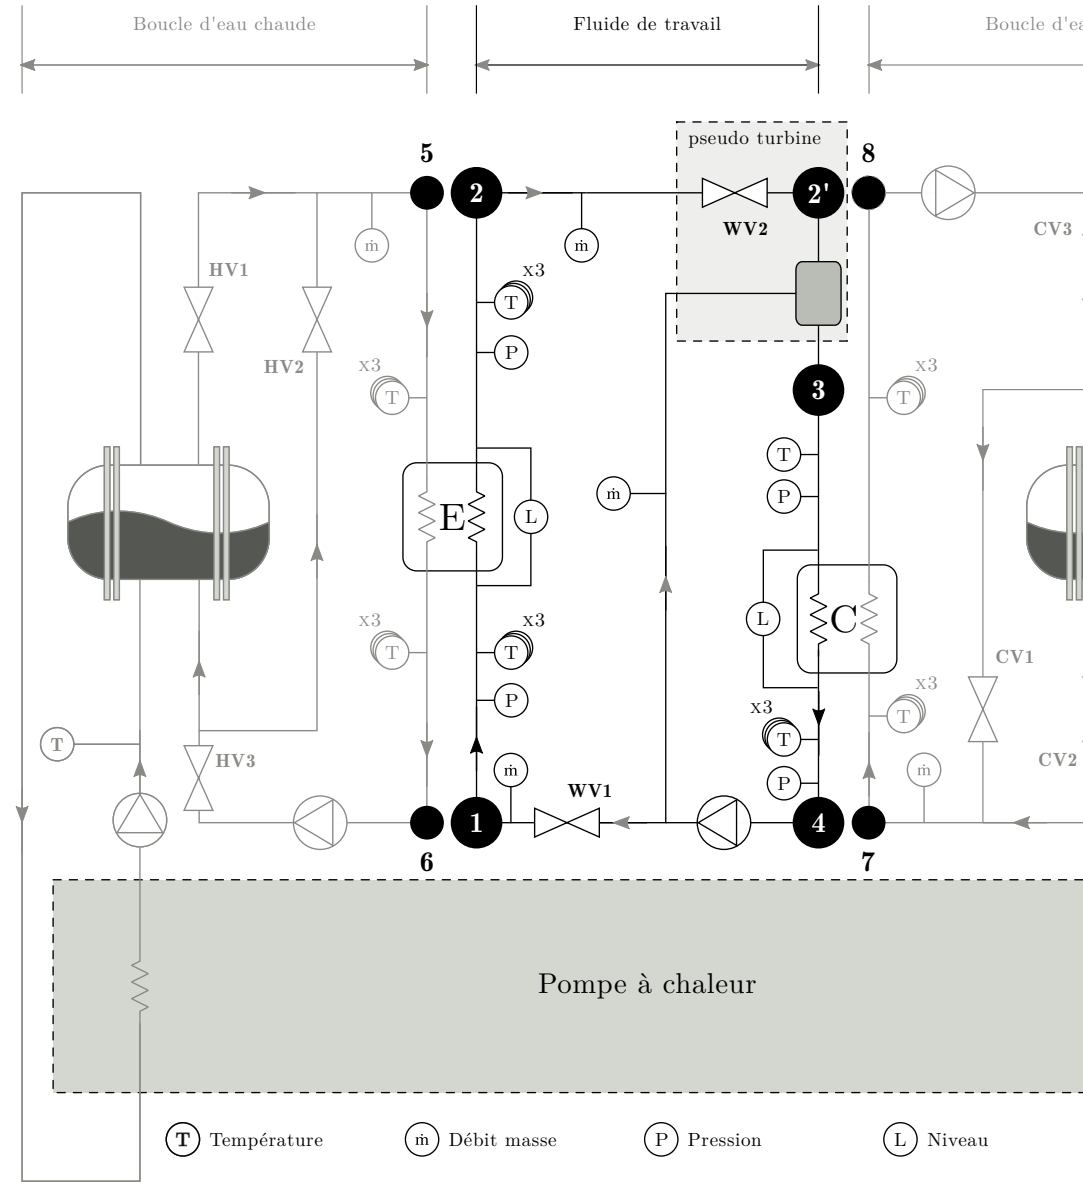 Boucle d'eau chaude
Fluide de travail
Boucle d'ea
pseudo turbine
5
8
2
2'
WV2
CV3
ṁ
ṁ
HV1
x3
T
P
HV2
x3
T
3
x3
T
T
P
ṁ
E
L
L
C
x3
T
x3
T
P
CV1
x3
T
x3
T
T
HV3
CV2
ṁ
P
ṁ
WV1
1
4
6
7
Pompe à chaleur
T Température
ṁ Débit masse
P Pression
L Niveau